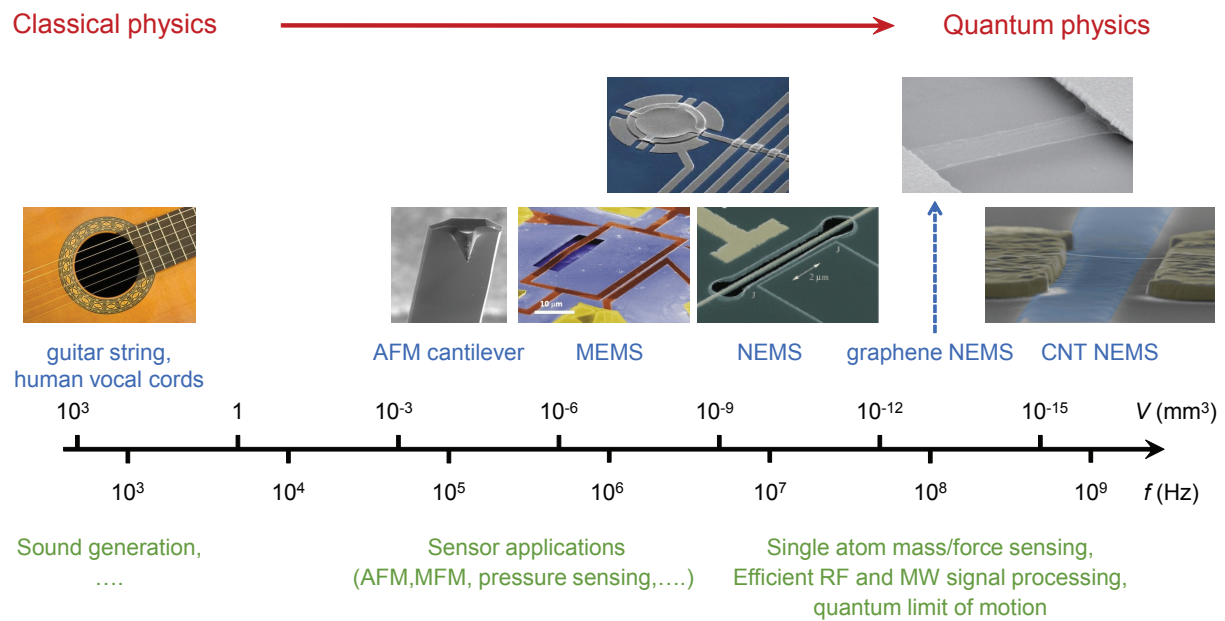 Classical physics
Quantum physics
10 µm
J
2 µm
J
guitar string,
human vocal cords
AFM cantilever
MEMS
NEMS
graphene NEMS
CNT NEMS
10³ 1 10⁻³ 10⁻⁶ 10⁻⁹ 10⁻¹² 10⁻¹⁵ V (mm³)
10³ 10⁴ 10⁵ 10⁶ 10⁷ 10⁸ 10⁹ f (Hz)
Sound generation,
....
Sensor applications
(AFM,MFM, pressure sensing,....)
Single atom mass/force sensing,
Efficient RF and MW signal processing,
quantum limit of motion